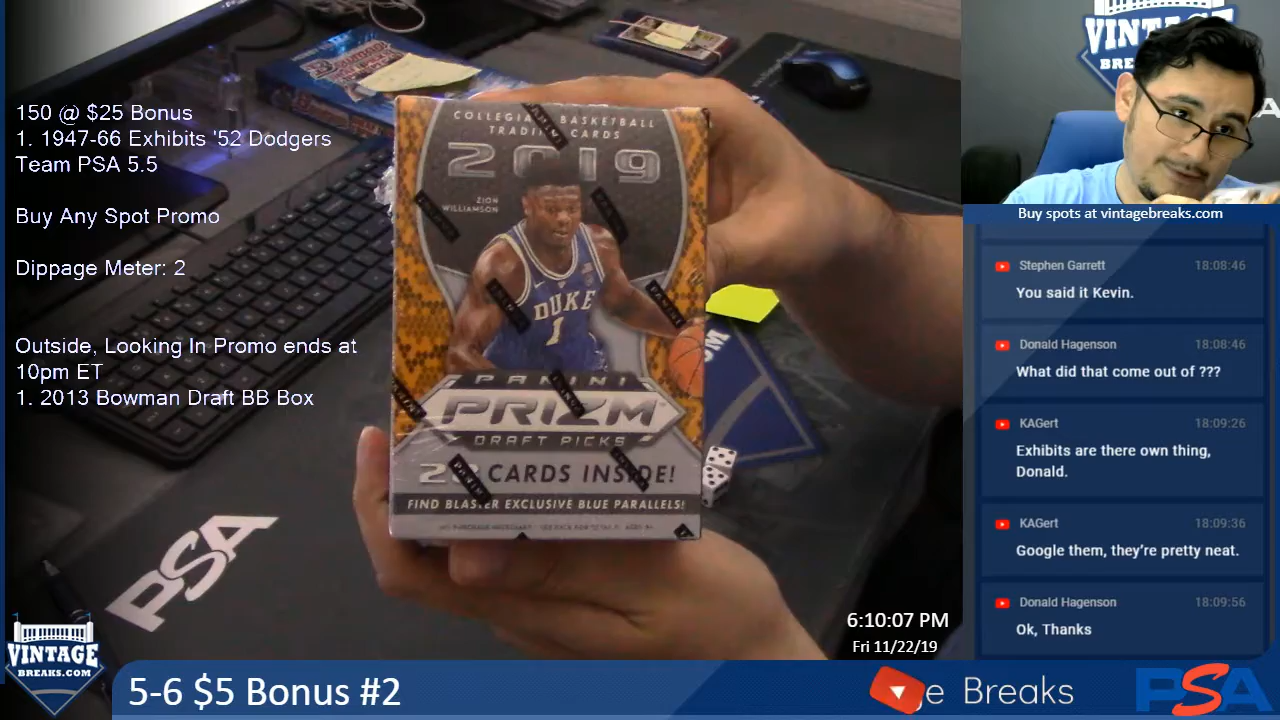 150 @ $25 Bonus
1. 1947-66 Exhibits '52 Dodgers
Team PSA 5.5
Buy Any Spot Promo
Dippage Meter: 2
Outside, Looking In Promo ends at
10pm ET
1. 2013 Bowman Draft BB Box
COLLEGIATE BASKETBALL
TRADING CARDS
2019
ZION
WILLIAMSON
DUKE
1
PANINI
PRIZM
DRAFT PICKS
CARDS INSIDE!
FIND BLASTER EXCLUSIVE BLUE PARALLELS!
PSA
VINTAGE
Buy spots at vintagebreaks.com
Stephen Garrett 18:08:46
You said it Kevin.
Donald Hagenson 18:08:46
What did that come out of ???
KAGert 18:09:26
Exhibits are there own thing,
Donald.
KAGert 18:09:36
Google them, they're pretty neat.
Donald Hagenson 18:09:56
Ok, Thanks
6:10:07 PM
Fri 11/22/19
VINTAGE
BREAKS.COM
5-6 $5 Bonus #2
e Breaks
PSA